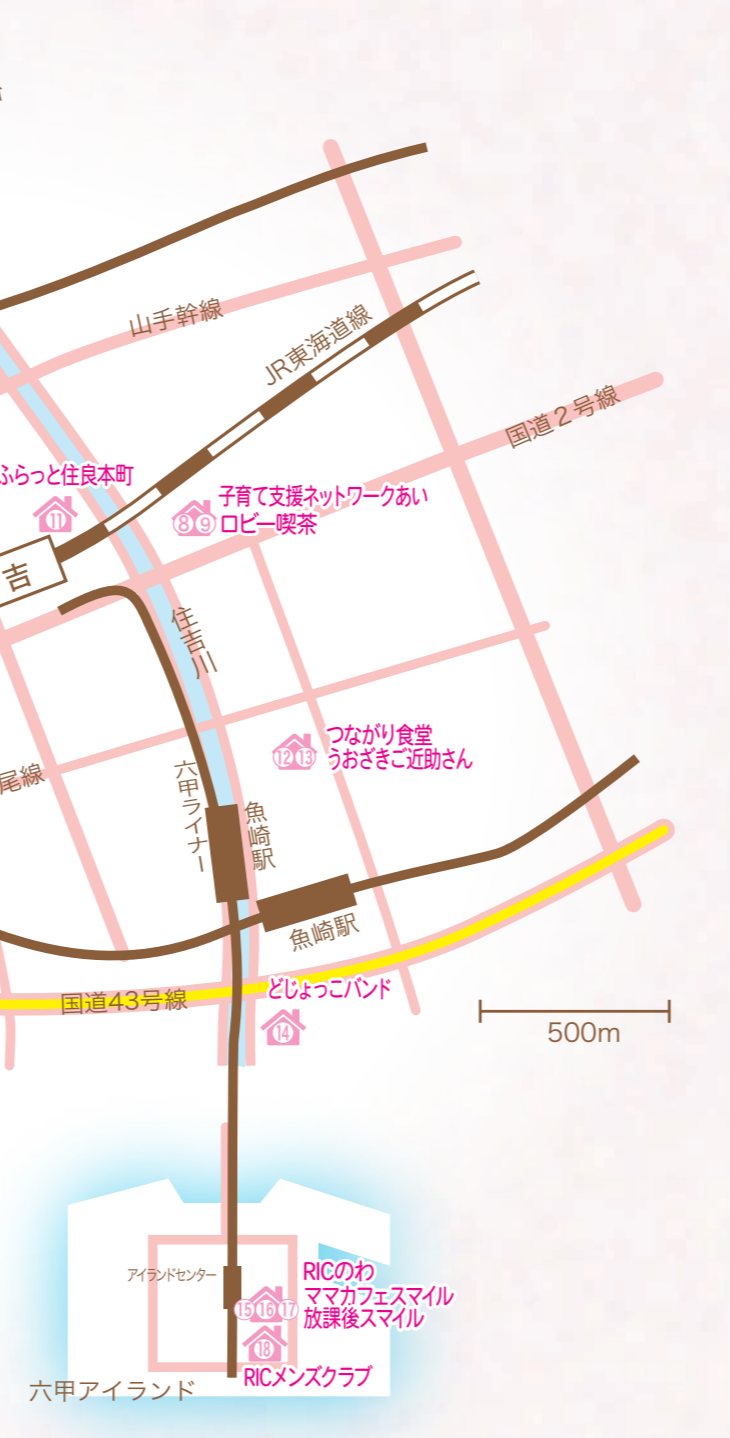 山手幹線
JR東海道線
国道2号線
ふらっと住良本町
⑪
子育て支援ネットワークあい
⑧⑨
ロビー喫茶
吉
住吉川
つながり食堂
⑫⑬
うおざきご近助さん
尾線
六甲ライナー
魚崎駅
魚崎駅
国道43号線
どじょっこバンド
⑭
500m
アイランドセンター
RICのわ
ママカフェスマイル
⑮⑯⑰
放課後スマイル
⑱
RICメンズクラブ
六甲アイランド